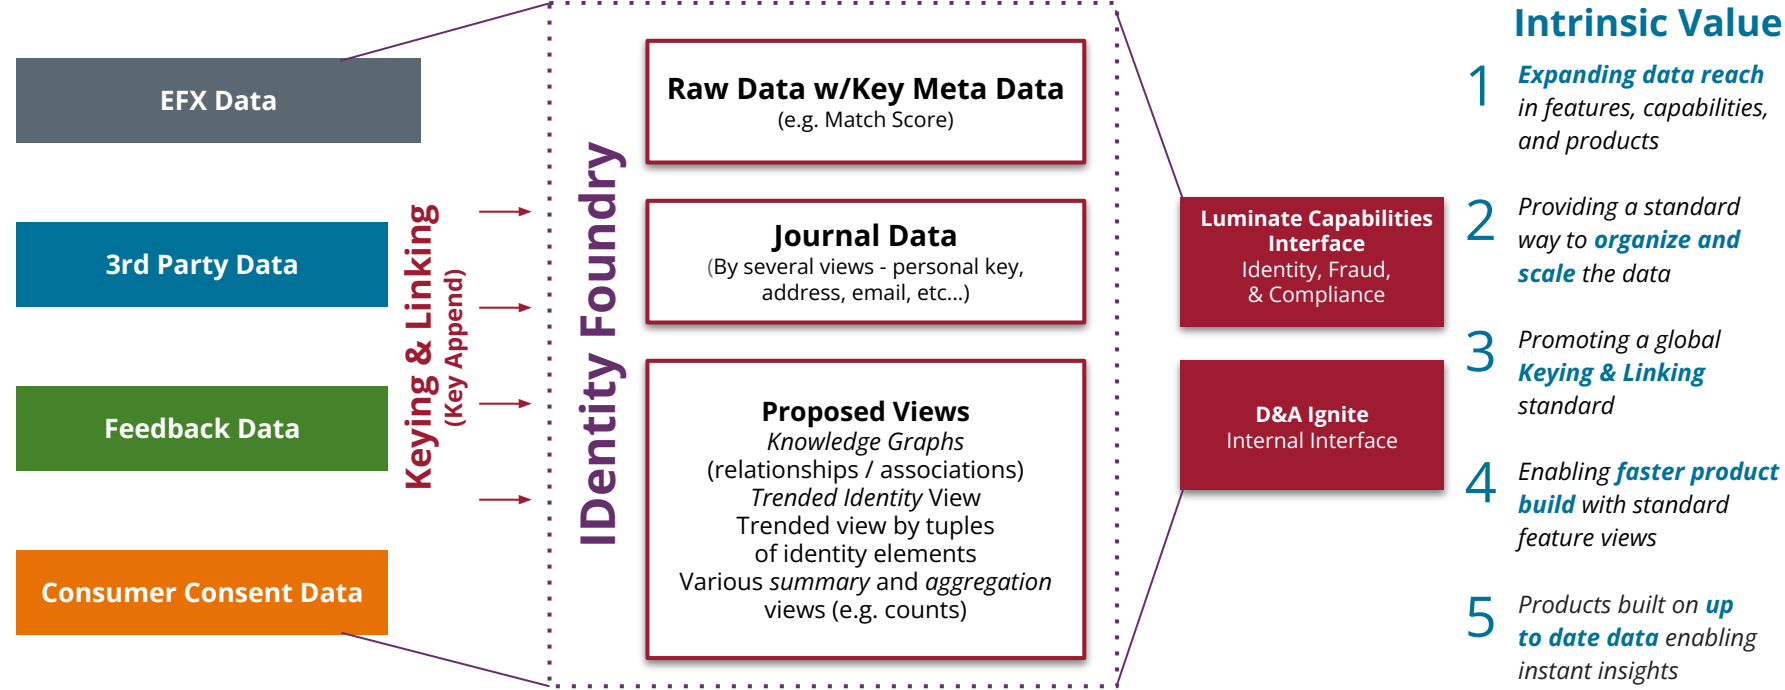 EFX Data
3rd Party Data
Feedback Data
Consumer Consent Data
Keying & Linking
(Key Append)
IDentity Foundry
Raw Data w/Key Meta Data
(e.g. Match Score)
Journal Data
(By several views - personal key,
address, email, etc...)
Proposed Views
Knowledge Graphs
(relationships / associations)
Trended Identity View
Trended view by tuples
of identity elements
Various summary and aggregation
views (e.g. counts)
Luminate Capabilities
Interface
Identity, Fraud,
& Compliance
D&A Ignite
Internal Interface
Intrinsic Value
1
Expanding data reach
in features, capabilities,
and products
2
Providing a standard
way to organize and
scale the data
3
Promoting a global
Keying & Linking
standard
4
Enabling faster product
build with standard
feature views
5
Products built on up
to date data enabling
instant insights